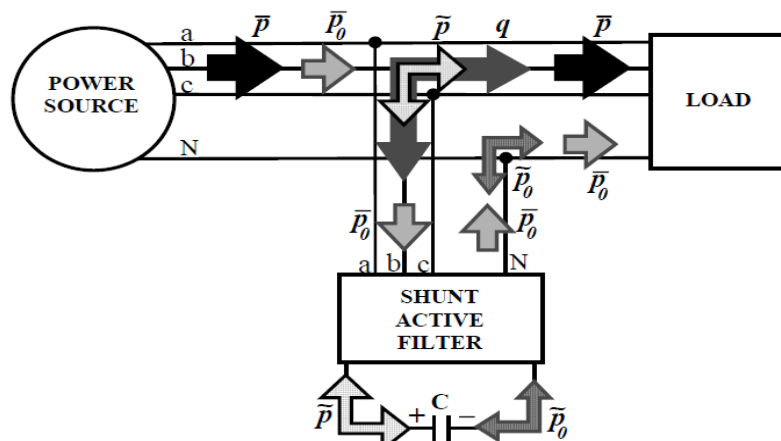 a p̅ p̅₀ p̃ q p̅
b
POWER
SOURCE
c
LOAD
N
p̃₀ p̅₀
p̅₀ p̅₀
a b c N
SHUNT
ACTIVE
FILTER
p̃ + C − p̃₀